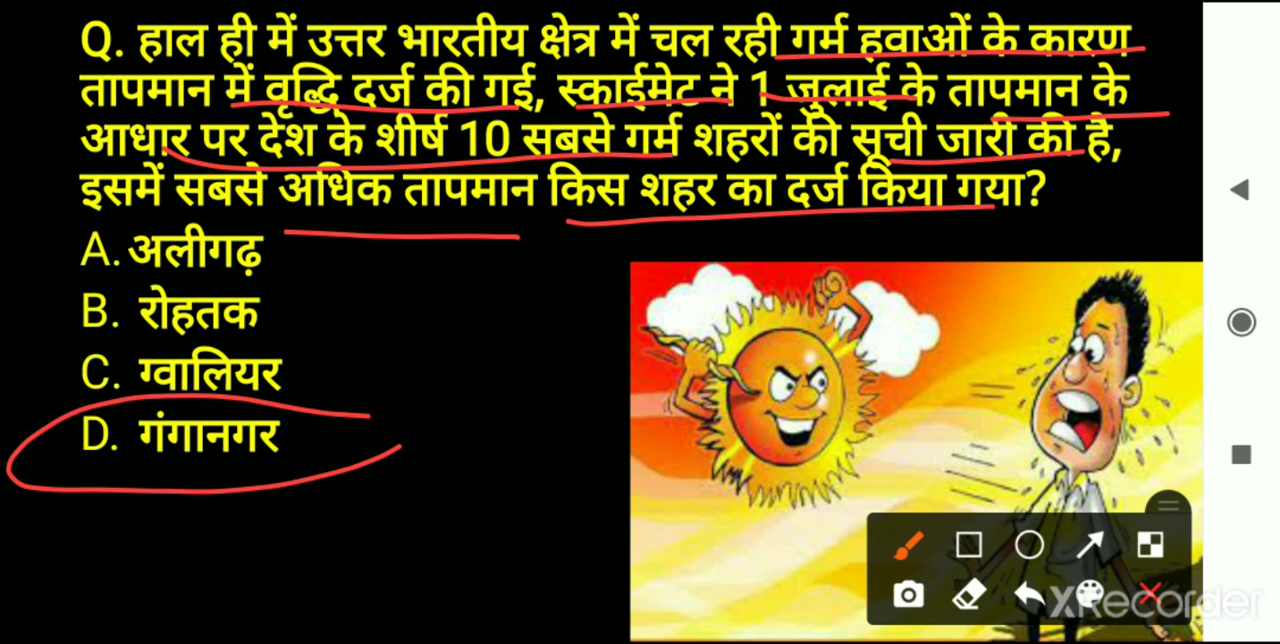 Q. हाल ही में उत्तर भारतीय क्षेत्र में चल रही गर्म हवाओं के कारण
तापमान में वृद्धि दर्ज की गई, स्काईमेट ने 1 जुलाई के तापमान के
आधार पर देश के शीर्ष 10 सबसे गर्म शहरों की सूची जारी की है,
इसमें सबसे अधिक तापमान किस शहर का दर्ज किया गया?
A. अलीगढ़
B. रोहतक
C. ग्वालियर
D. गंगानगर
XRecorder